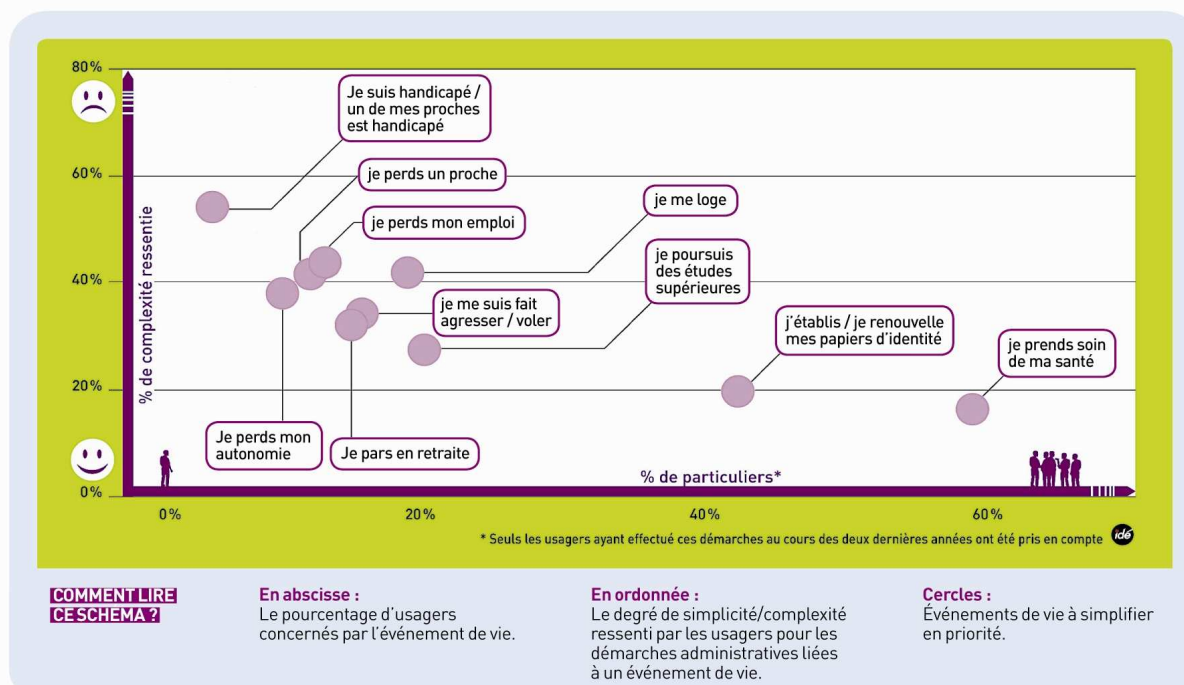 80%
Je suis handicapé /
un de mes proches
est handicapé
60%
je perds un proche
je me loge
je perds mon emploi
je poursuis
des études
supérieures
% de complexité ressentie
40%
je me suis fait
agresser / voler
j'établis / je renouvelle
mes papiers d'identité
je prends soin
de ma santé
20%
Je perds mon
autonomie
Je pars en retraite
% de particuliers*
0%
0%
20%
40%
60%
* Seuls les usagers ayant effectué ces démarches au cours des deux dernières années ont été pris en compte
idé
COMMENT LIRE
CE SCHEMA ?
En abscisse :
Le pourcentage d'usagers
concernés par l'événement de vie.
En ordonnée :
Le degré de simplicité/complexité
ressenti par les usagers pour les
démarches administratives liées
à un événement de vie.
Cercles :
Événements de vie à simplifier
en priorité.